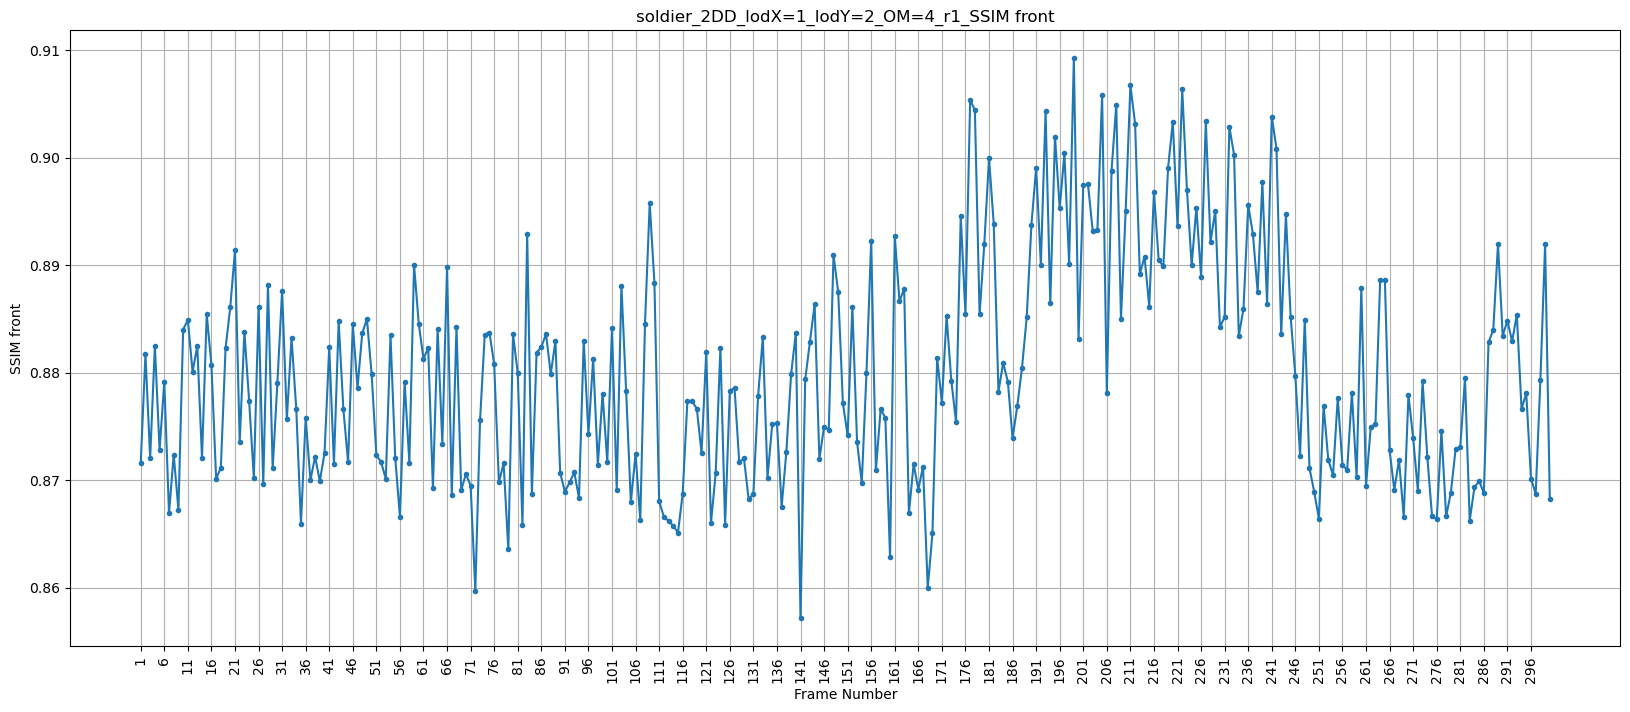 soldier_2DD_lodX=1_lodY=2_OM=4_r1_SSIM front
0.91
0.90
0.89
0.88
0.87
0.86
SSIM front
1 6 11 16 21 26 31 36 41 46 51 56 61 66 71 76 81 86 91 96 101 106 111 116 121 126 131 136 141 146 151 156 161 166 171 176 181 186 191 196 201 206 211 216 221 226 231 236 241 246 251 256 261 266 271 276 281 286 291 296
Frame Number